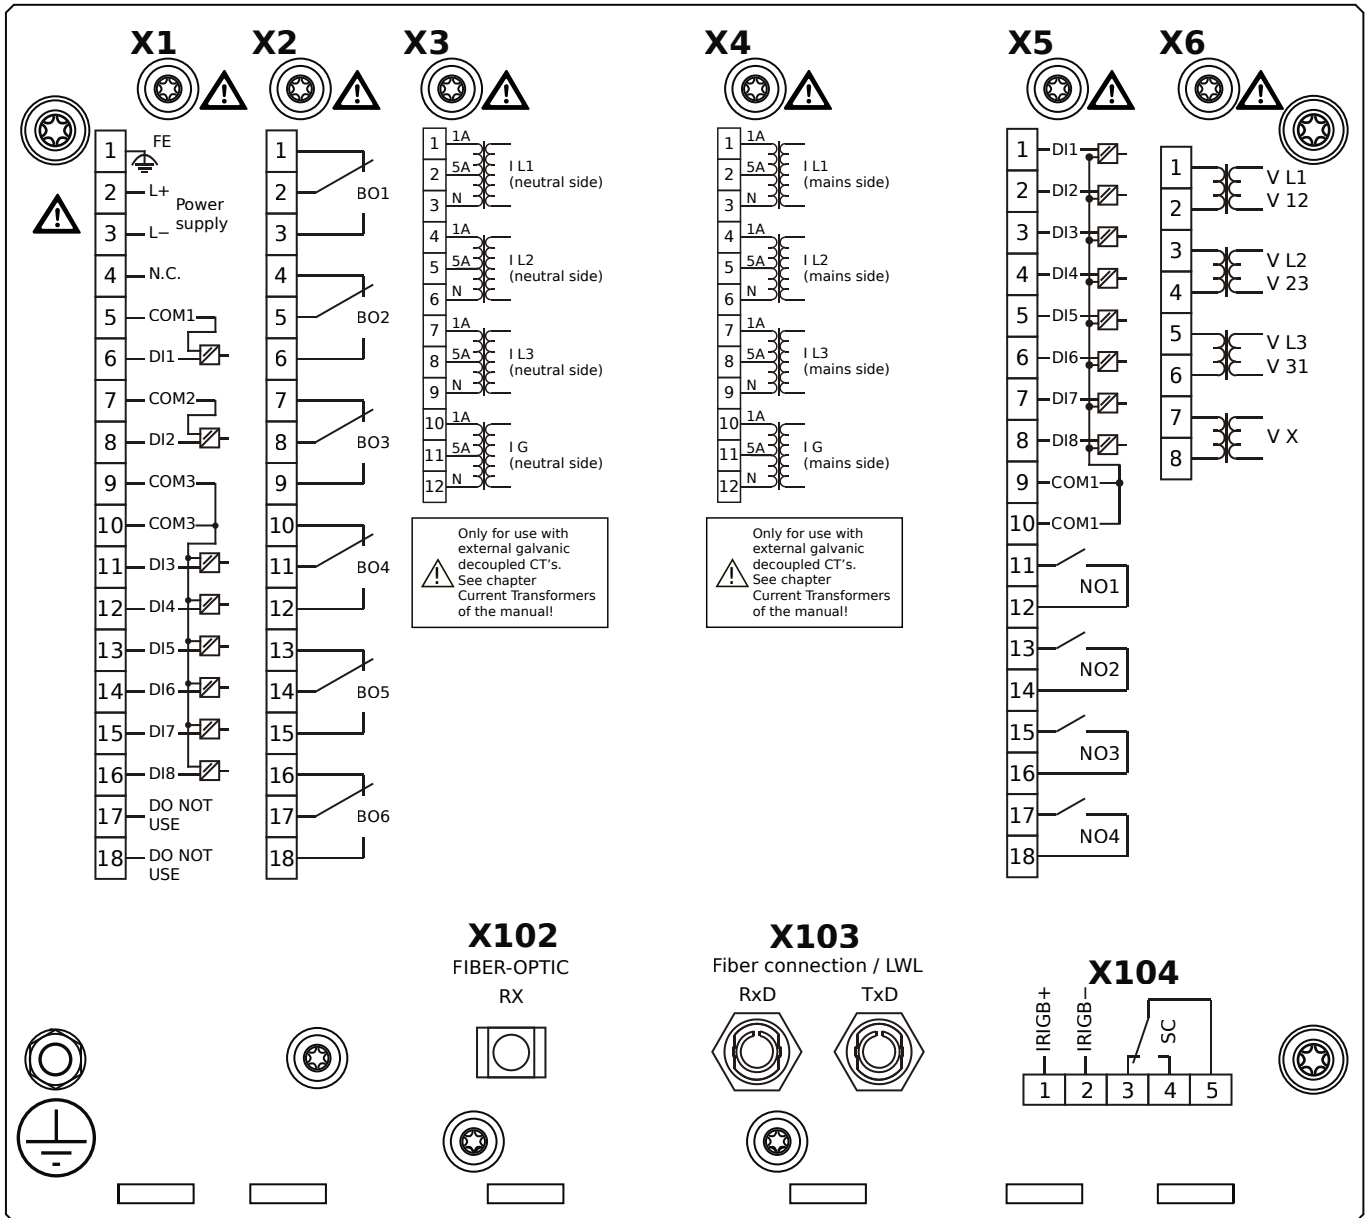 X1
X2
X3
X4
X5
X6
1
FE
2
L+
Power
supply
3
L−
4
N.C.
5
COM1
6
DI1
7
COM2
8
DI2
9
COM3
10
COM3
11
DI3
12
DI4
13
DI5
14
DI6
15
DI7
16
DI8
17
DO NOT
USE
18
DO NOT
USE
1
2
BO1
3
4
5
BO2
6
7
8
BO3
9
10
11
BO4
12
13
14
BO5
15
16
17
BO6
18
1
1A
2
5A
3
N
I L1
(neutral side)
4
1A
5
5A
6
N
I L2
(neutral side)
7
1A
8
5A
9
N
I L3
(neutral side)
10
1A
11
5A
12
N
I G
(neutral side)
Only for use with
external galvanic
decoupled CT's.
See chapter
Current Transformers
of the manual!
1
1A
2
5A
3
N
I L1
(mains side)
4
1A
5
5A
6
N
I L2
(mains side)
7
1A
8
5A
9
N
I L3
(mains side)
10
1A
11
5A
12
N
I G
(mains side)
Only for use with
external galvanic
decoupled CT's.
See chapter
Current Transformers
of the manual!
1
DI1
2
DI2
3
DI3
4
DI4
5
DI5
6
DI6
7
DI7
8
DI8
9
COM1
10
COM1
11
NO1
12
13
NO2
14
15
NO3
16
17
NO4
18
1
V L1
2
V 12
3
V L2
4
V 23
5
V L3
6
V 31
7
V X
8
X102
FIBER-OPTIC
RX
X103
Fiber connection / LWL
RxD
TxD
X104
IRIGB+
IRIGB−
SC
1
2
3
4
5